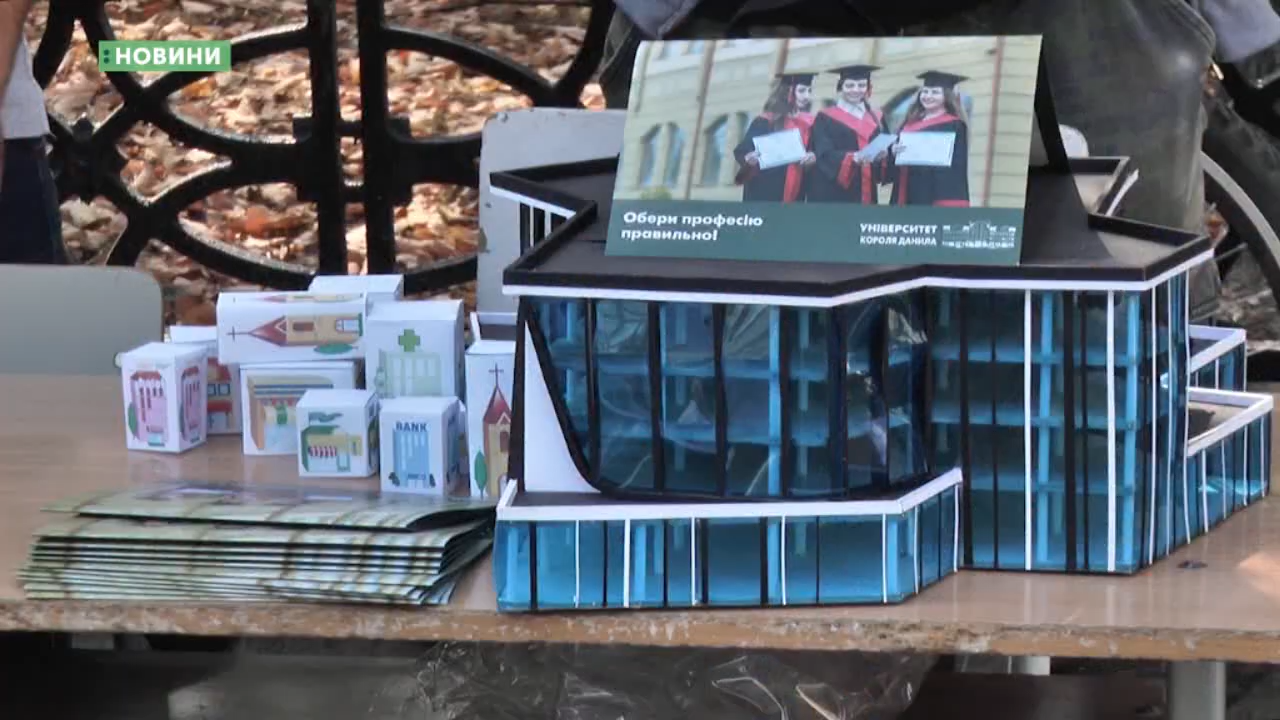 НОВИНИ
Обери професію
правильно!
УНІВЕРСИТЕТ
КОРОЛЯ ДАНИЛА
BANK